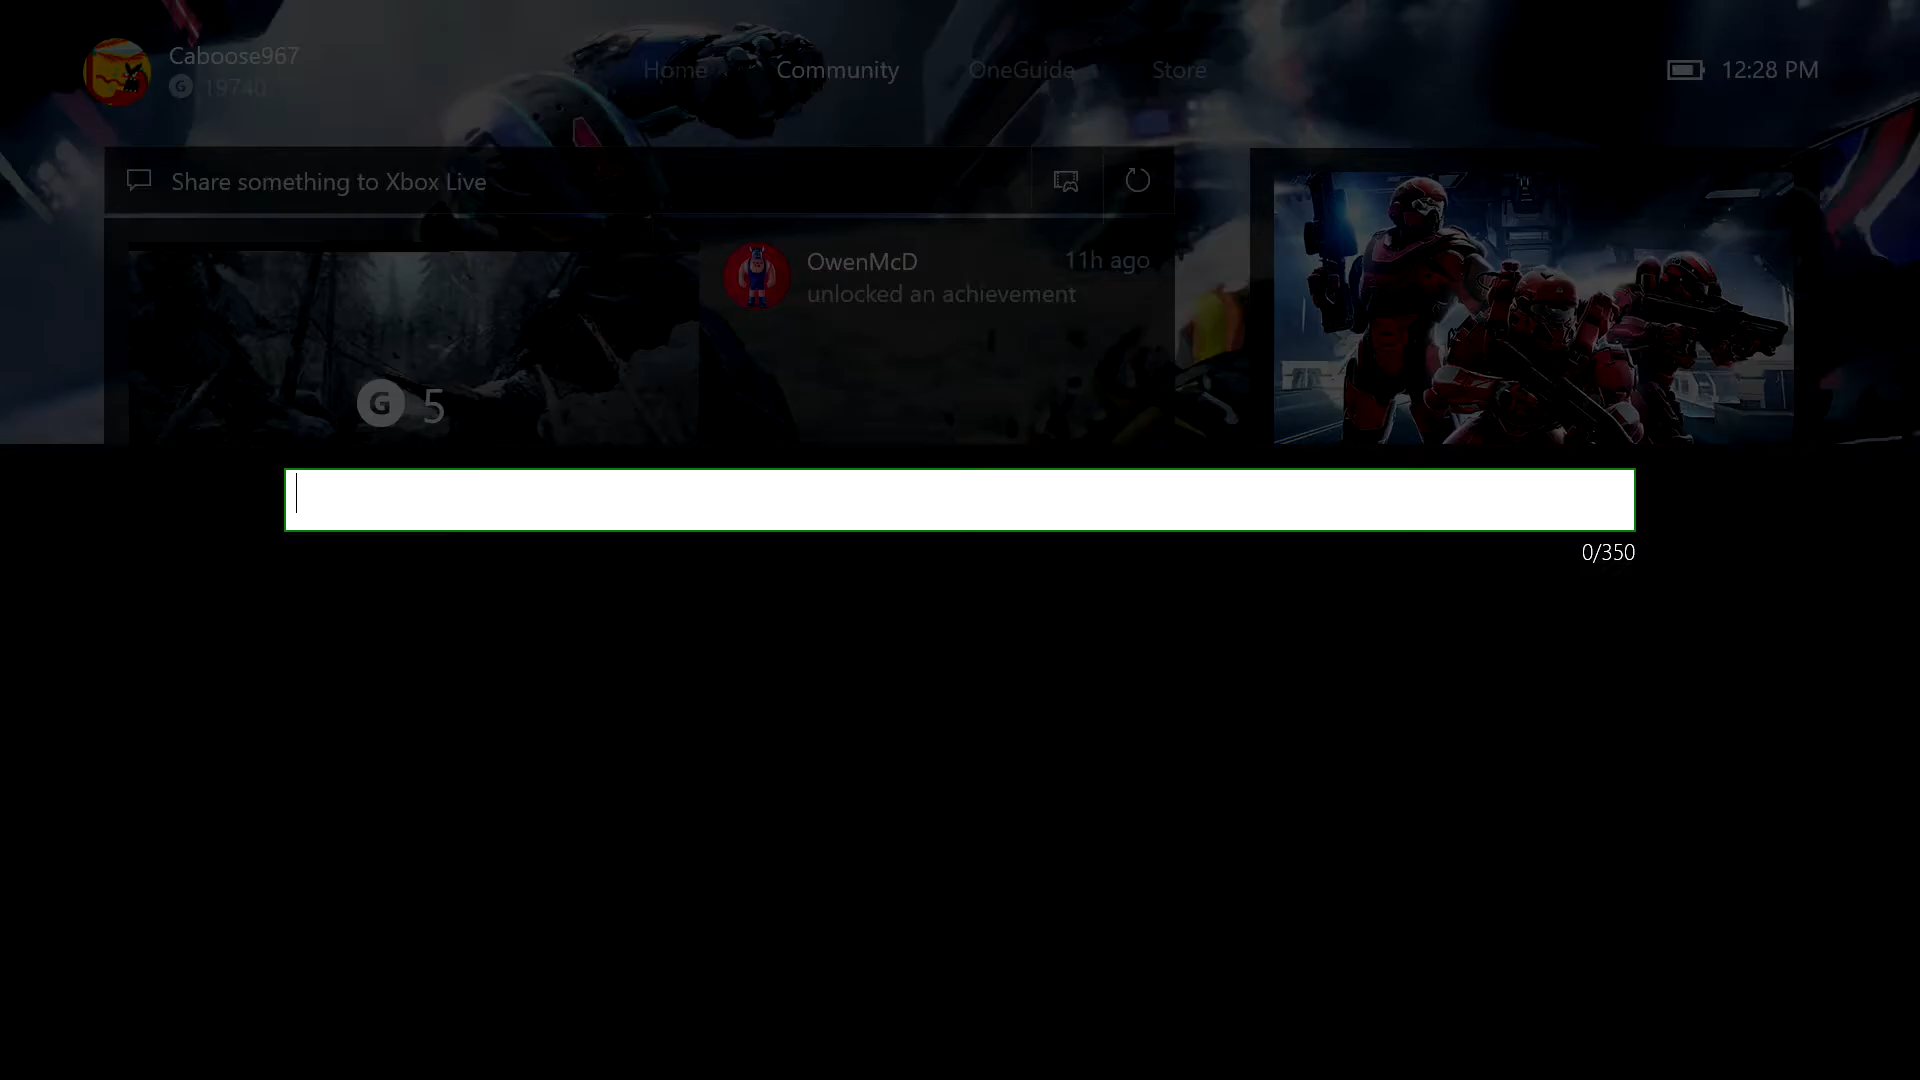 Caboose967
G 19740
Home Community OneGuide Store
12:28 PM
Share something to Xbox Live
OwenMcD
11h ago
unlocked an achievement
G 5
0/350